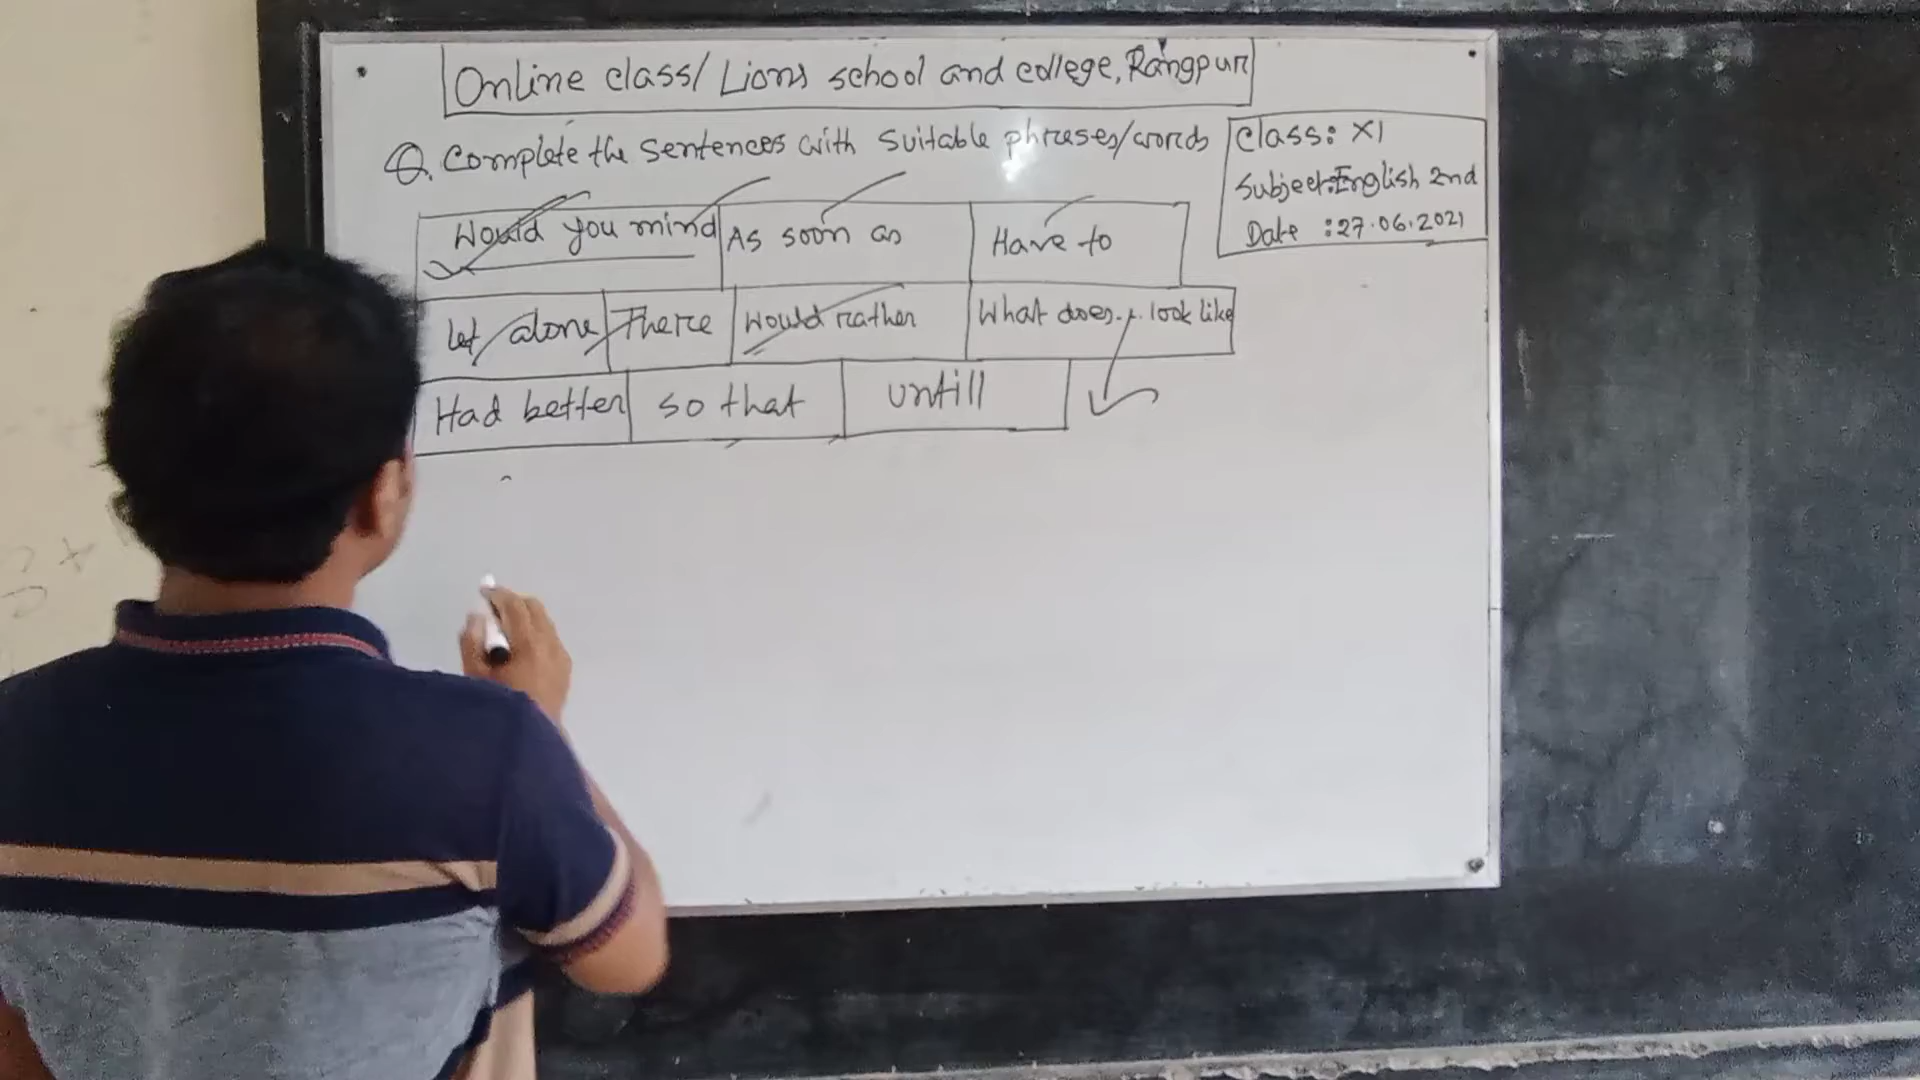 Online class/ Lions school and college, Rangpur
Q. Complete the sentences with suitable phrases/words
Class: XI
Subject: English 2nd
Date : 27.06.2021
Would you mind As soon as Have to
let alone There Would rather What does... look like
Had better so that untill